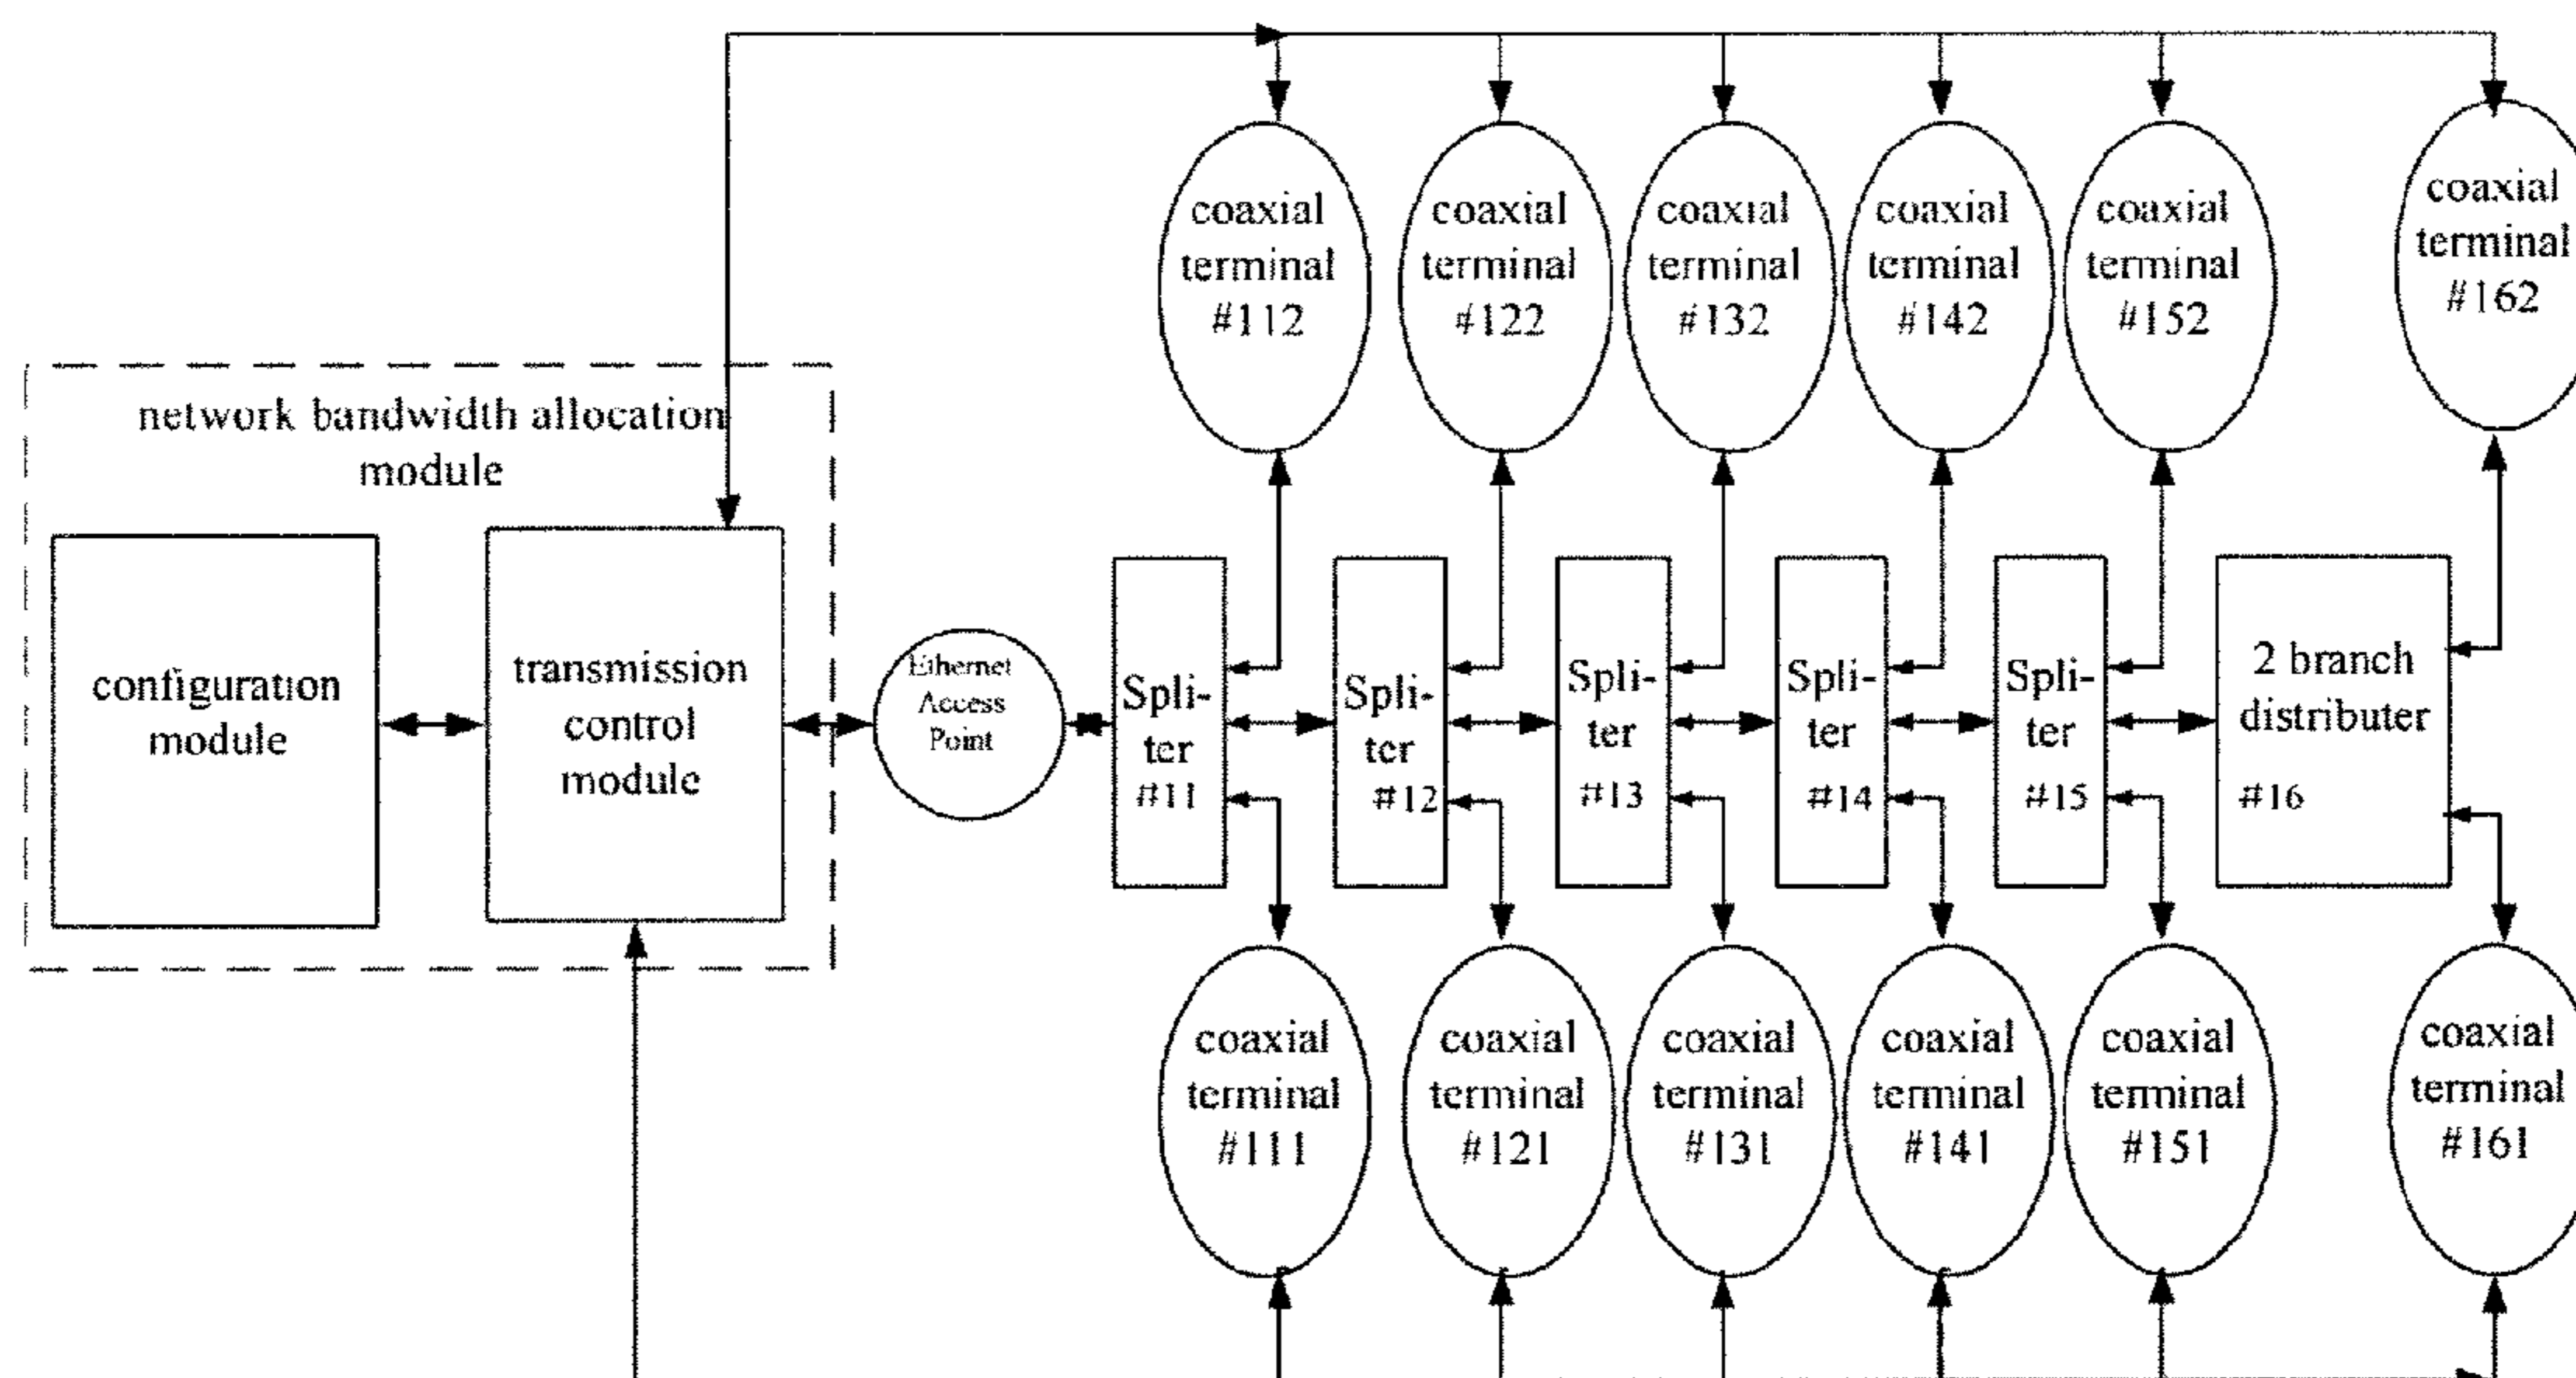 coaxial
terminal
#112
coaxial
terminal
#122
coaxial
terminal
#132
coaxial
terminal
#142
coaxial
terminal
#152
coaxial
terminal
#162
network bandwidth allocation
module
configuration
module
transmission
control
module
Ethernet
Access
Point
Spli-
ter
#11
Spli-
ter
#12
Spli-
ter
#13
Spli-
ter
#14
Spli-
ter
#15
2 branch
distributer
#16
coaxial
terminal
#111
coaxial
terminal
#121
coaxial
terminal
#131
coaxial
terminal
#141
coaxial
terminal
#151
coaxial
terminal
#161